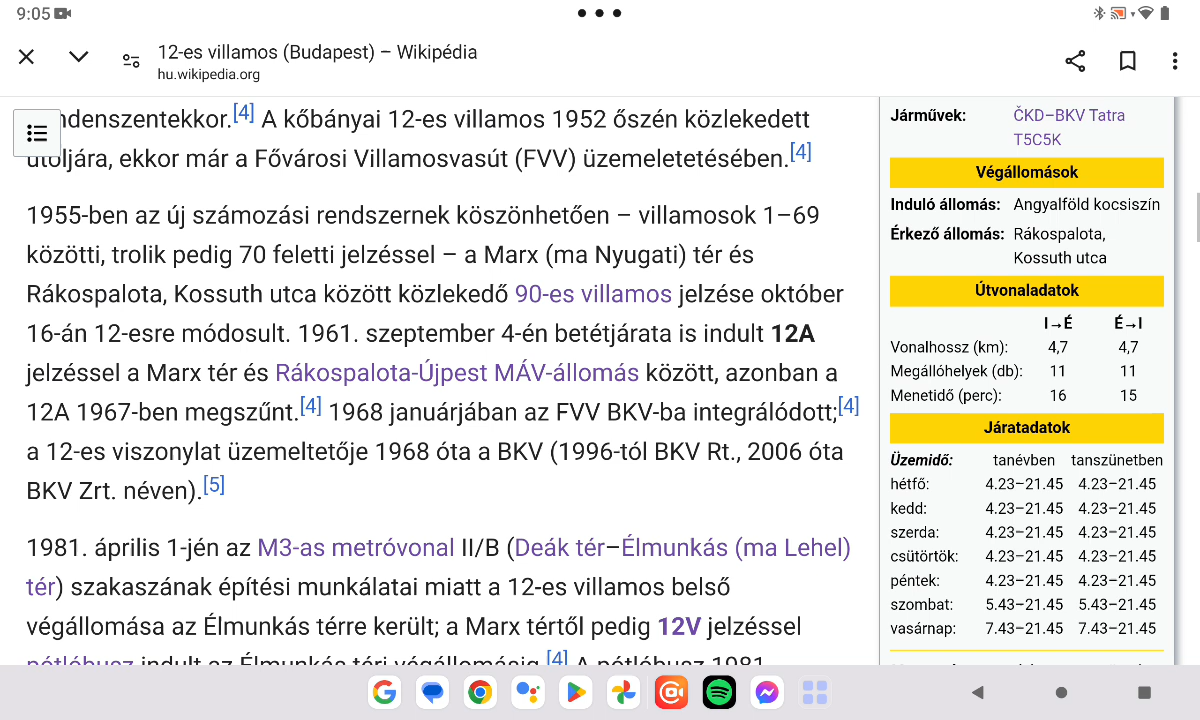 9:05
12-es villamos (Budapest) – Wikipédia
hu.wikipedia.org
ndenszentekkor.[4] A kőbányai 12-es villamos 1952 őszén közlekedett
utoljára, ekkor már a Fővárosi Villamosvasút (FVV) üzemeletetésében.[4]
1955-ben az új számozási rendszernek köszönhetően – villamosok 1–69
közötti, trolik pedig 70 feletti jelzéssel – a Marx (ma Nyugati) tér és
Rákospalota, Kossuth utca között közlekedő 90-es villamos jelzése október
16-án 12-esre módosult. 1961. szeptember 4-én betétjárata is indult 12A
jelzéssel a Marx tér és Rákospalota-Újpest MÁV-állomás között, azonban a
12A 1967-ben megszűnt.[4] 1968 januárjában az FVV BKV-ba integrálódott;[4]
a 12-es viszonylat üzemeltetője 1968 óta a BKV (1996-tól BKV Rt., 2006 óta
BKV Zrt. néven).[5]
1981. április 1-jén az M3-as metróvonal II/B (Deák tér–Élmunkás (ma Lehel)
tér) szakaszának építési munkálatai miatt a 12-es villamos belső
végállomása az Élmunkás térre került; a Marx tértől pedig 12V jelzéssel
pótlóbusz indult az Élmunkás téri végállomásig.[4] A pótlóbusz 1981.
Járművek: ČKD–BKV Tatra
T5C5K
Végállomások
Induló állomás: Angyalföld kocsiszín
Érkező állomás: Rákospalota,
Kossuth utca
Útvonaladatok
I→É É→I
Vonalhossz (km): 4,7 4,7
Megállóhelyek (db): 11 11
Menetidő (perc): 16 15
Járatadatok
Üzemidő: tanévben tanszünetben
hétfő: 4.23–21.45 4.23–21.45
kedd: 4.23–21.45 4.23–21.45
szerda: 4.23–21.45 4.23–21.45
csütörtök: 4.23–21.45 4.23–21.45
péntek: 4.23–21.45 4.23–21.45
szombat: 5.43–21.45 5.43–21.45
vasárnap: 7.43–21.45 7.43–21.45